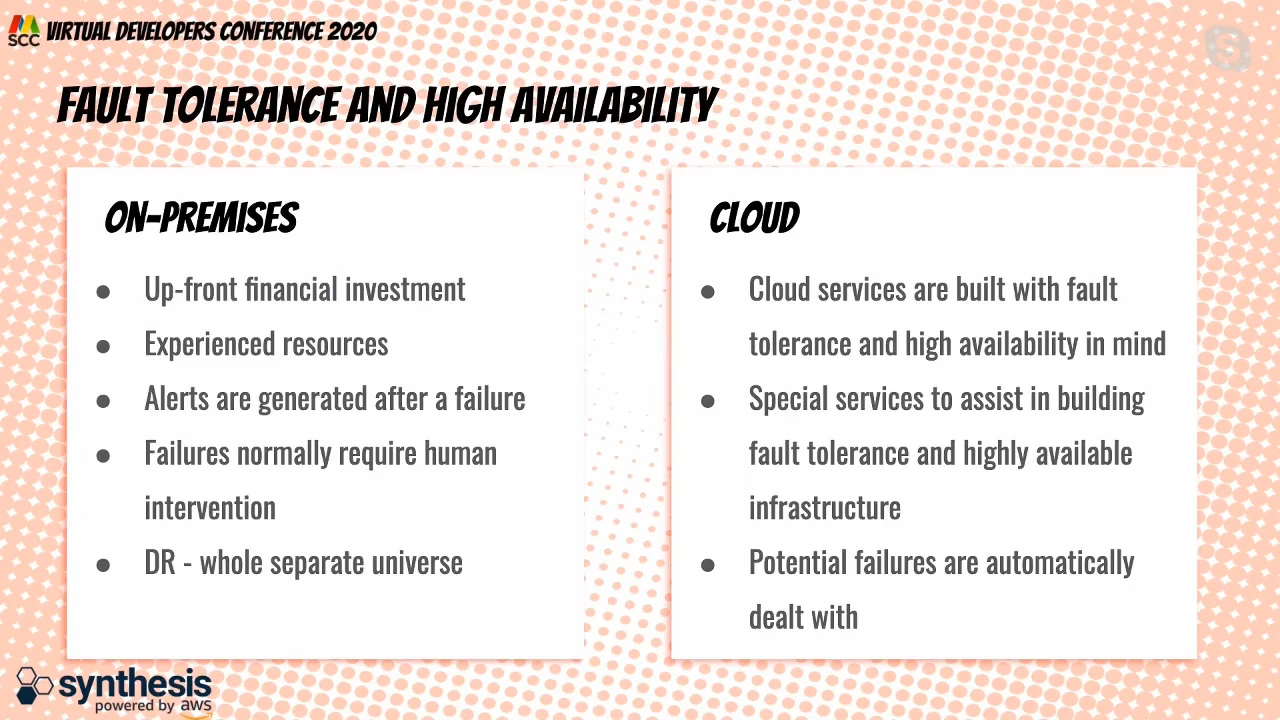 SCC VIRTUAL DEVELOPERS CONFERENCE 2020
FAULT TOLERANCE AND HIGH AVAILABILITY
ON-PREMISES
● Up-front financial investment
● Experienced resources
● Alerts are generated after a failure
● Failures normally require human
intervention
● DR - whole separate universe
CLOUD
● Cloud services are built with fault
tolerance and high availability in mind
● Special services to assist in building
fault tolerance and highly available
infrastructure
● Potential failures are automatically
dealt with
synthesis
powered by aws